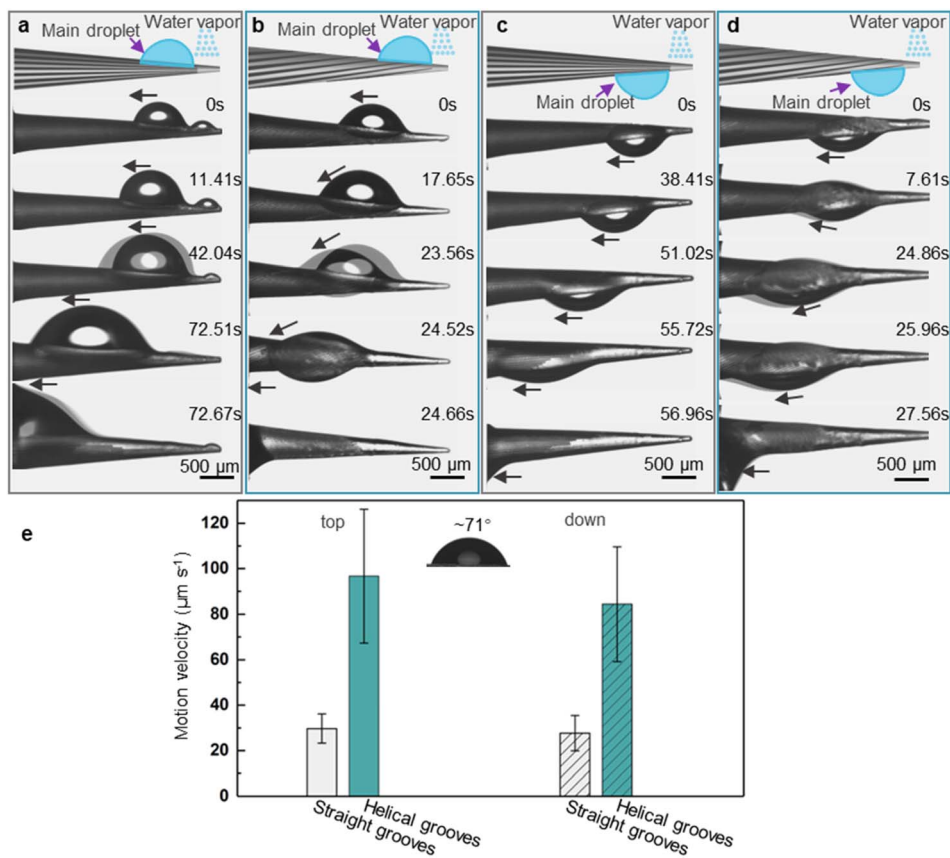 a
Water vapor
Main droplet
0s
11.41s
42.04s
72.51s
72.67s
500 µm
b
Water vapor
Main droplet
0s
17.65s
23.56s
24.52s
24.66s
500 µm
c
Water vapor
Main droplet
0s
38.41s
51.02s
55.72s
56.96s
500 µm
d
Water vapor
Main droplet
0s
7.61s
24.86s
25.96s
27.56s
500 µm
e
top
~71°
down
Motion velocity (µm s⁻¹)
120
100
80
60
40
20
0
Straight grooves
Helical grooves
Straight grooves
Helical grooves